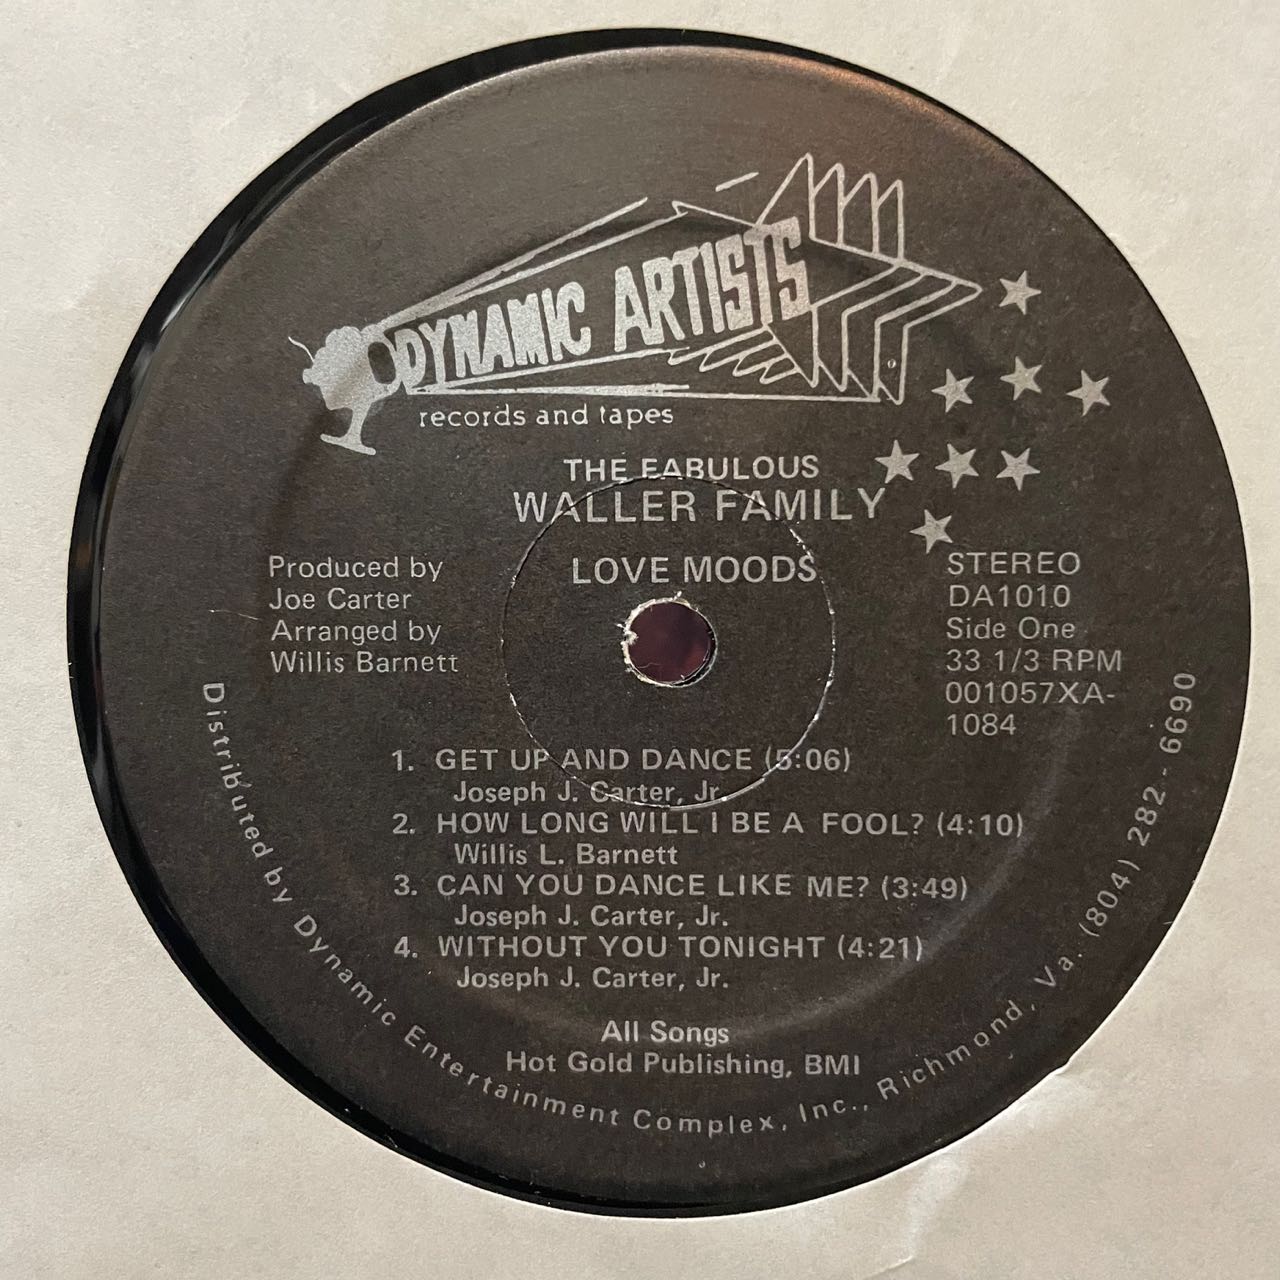 DYNAMIC ARTISTS
records and tapes
THE FABULOUS
WALLER FAMILY
LOVE MOODS
Produced by
Joe Carter
Arranged by
Willis Barnett
STEREO
DA1010
Side One
33 1/3 RPM
001057XA-
1084
1. GET UP AND DANCE (5:06)
Joseph J. Carter, Jr.
2. HOW LONG WILL I BE A FOOL? (4:10)
Willis L. Barnett
3. CAN YOU DANCE LIKE ME? (3:49)
Joseph J. Carter, Jr.
4. WITHOUT YOU TONIGHT (4:21)
Joseph J. Carter, Jr.
All Songs
Hot Gold Publishing, BMI
Distributed by Dynamic Entertainment Complex, Inc., Richmond, Va. (804) 282-6690